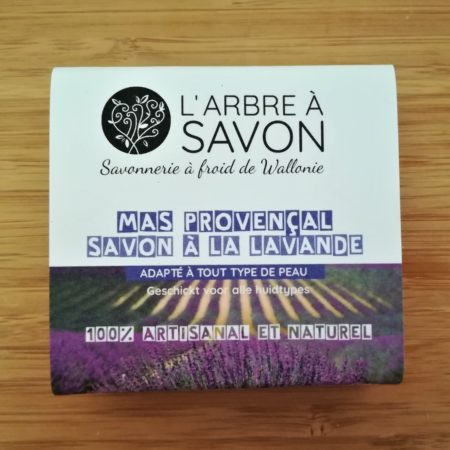 L'ARBRE À
SAVON
Savonnerie à froid de Wallonie
MAS PROVENÇAL
SAVON À LA LAVANDE
ADAPTÉ À TOUT TYPE DE PEAU
Geschickt voor alle huidtypes
100% ARTISANAL ET NATUREL